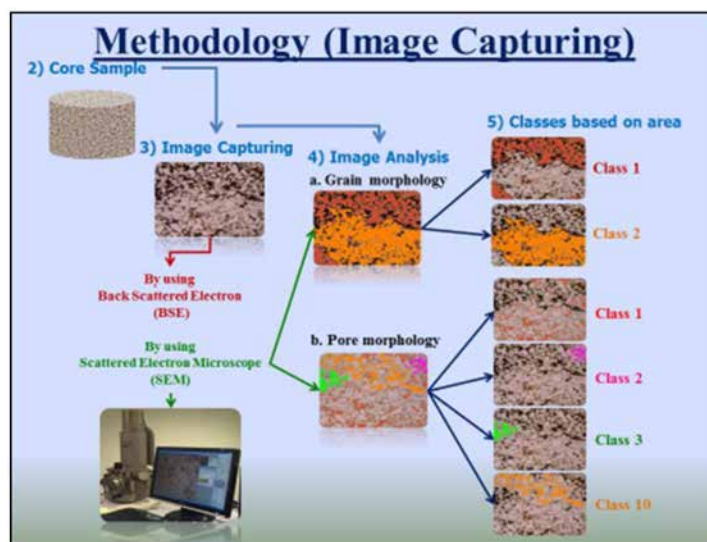 Methodology (Image Capturing)
2) Core Sample
3) Image Capturing
By using
Back Scattered Electron
(BSE)
By using
Scattered Electron Microscope
(SEM)
4) Image Analysis
a. Grain morphology
b. Pore morphology
5) Classes based on area
Class 1
Class 2
Class 1
Class 2
Class 3
Class 10